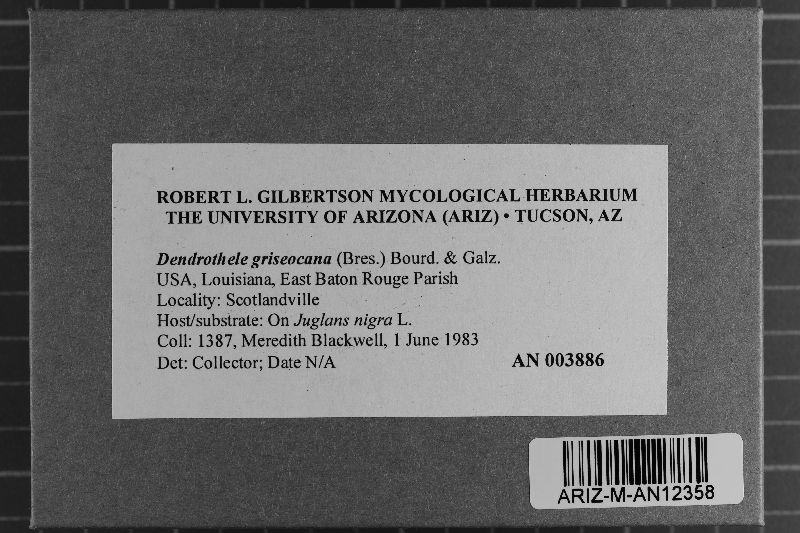 ROBERT L. GILBERTSON MYCOLOGICAL HERBARIUM
THE UNIVERSITY OF ARIZONA (ARIZ) • TUCSON, AZ
Dendrothele griseocana (Bres.) Bourd. & Galz.
USA, Louisiana, East Baton Rouge Parish
Locality: Scotlandville
Host/substrate: On Juglans nigra L.
Coll: 1387, Meredith Blackwell, 1 June 1983
Det: Collector; Date N/A
AN 003886
ARIZ-M-AN12358